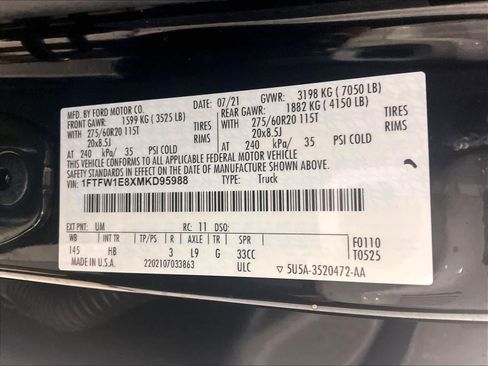 MFD. BY FORD MOTOR CO. DATE: 07/21 GVWR: 3198 KG ( 7050 LB)
FRONT GAWR: 1599 KG ( 3525 LB) REAR GAWR: 1882 KG ( 4150 LB)
WITH 275/60R20 115T TIRES WITH 275/60R20 115T TIRES
20x8.5J RIMS 20x8.5J RIMS
AT 240 kPa/ 35 PSI COLD AT 240 kPa/ 35 PSI COLD
THIS VEHICLE CONFORMS TO ALL APPLICABLE FEDERAL MOTOR VEHICLE
SAFETY STANDARDS IN EFFECT ON THE DATE OF MANUFACTURE SHOWN ABOVE.
VIN: 1FTFW1E8XMKD95988 TYPE: Truck
EXT PNT: UM RC: 11 DSO: F0110
WB INT TR TP/PS R AXLE TR SPR T0525
145 HB 3 L9 G 33CC
MADE IN U.S.A. 2202107033863 ULC ▽ 5U5A-3520472-AA